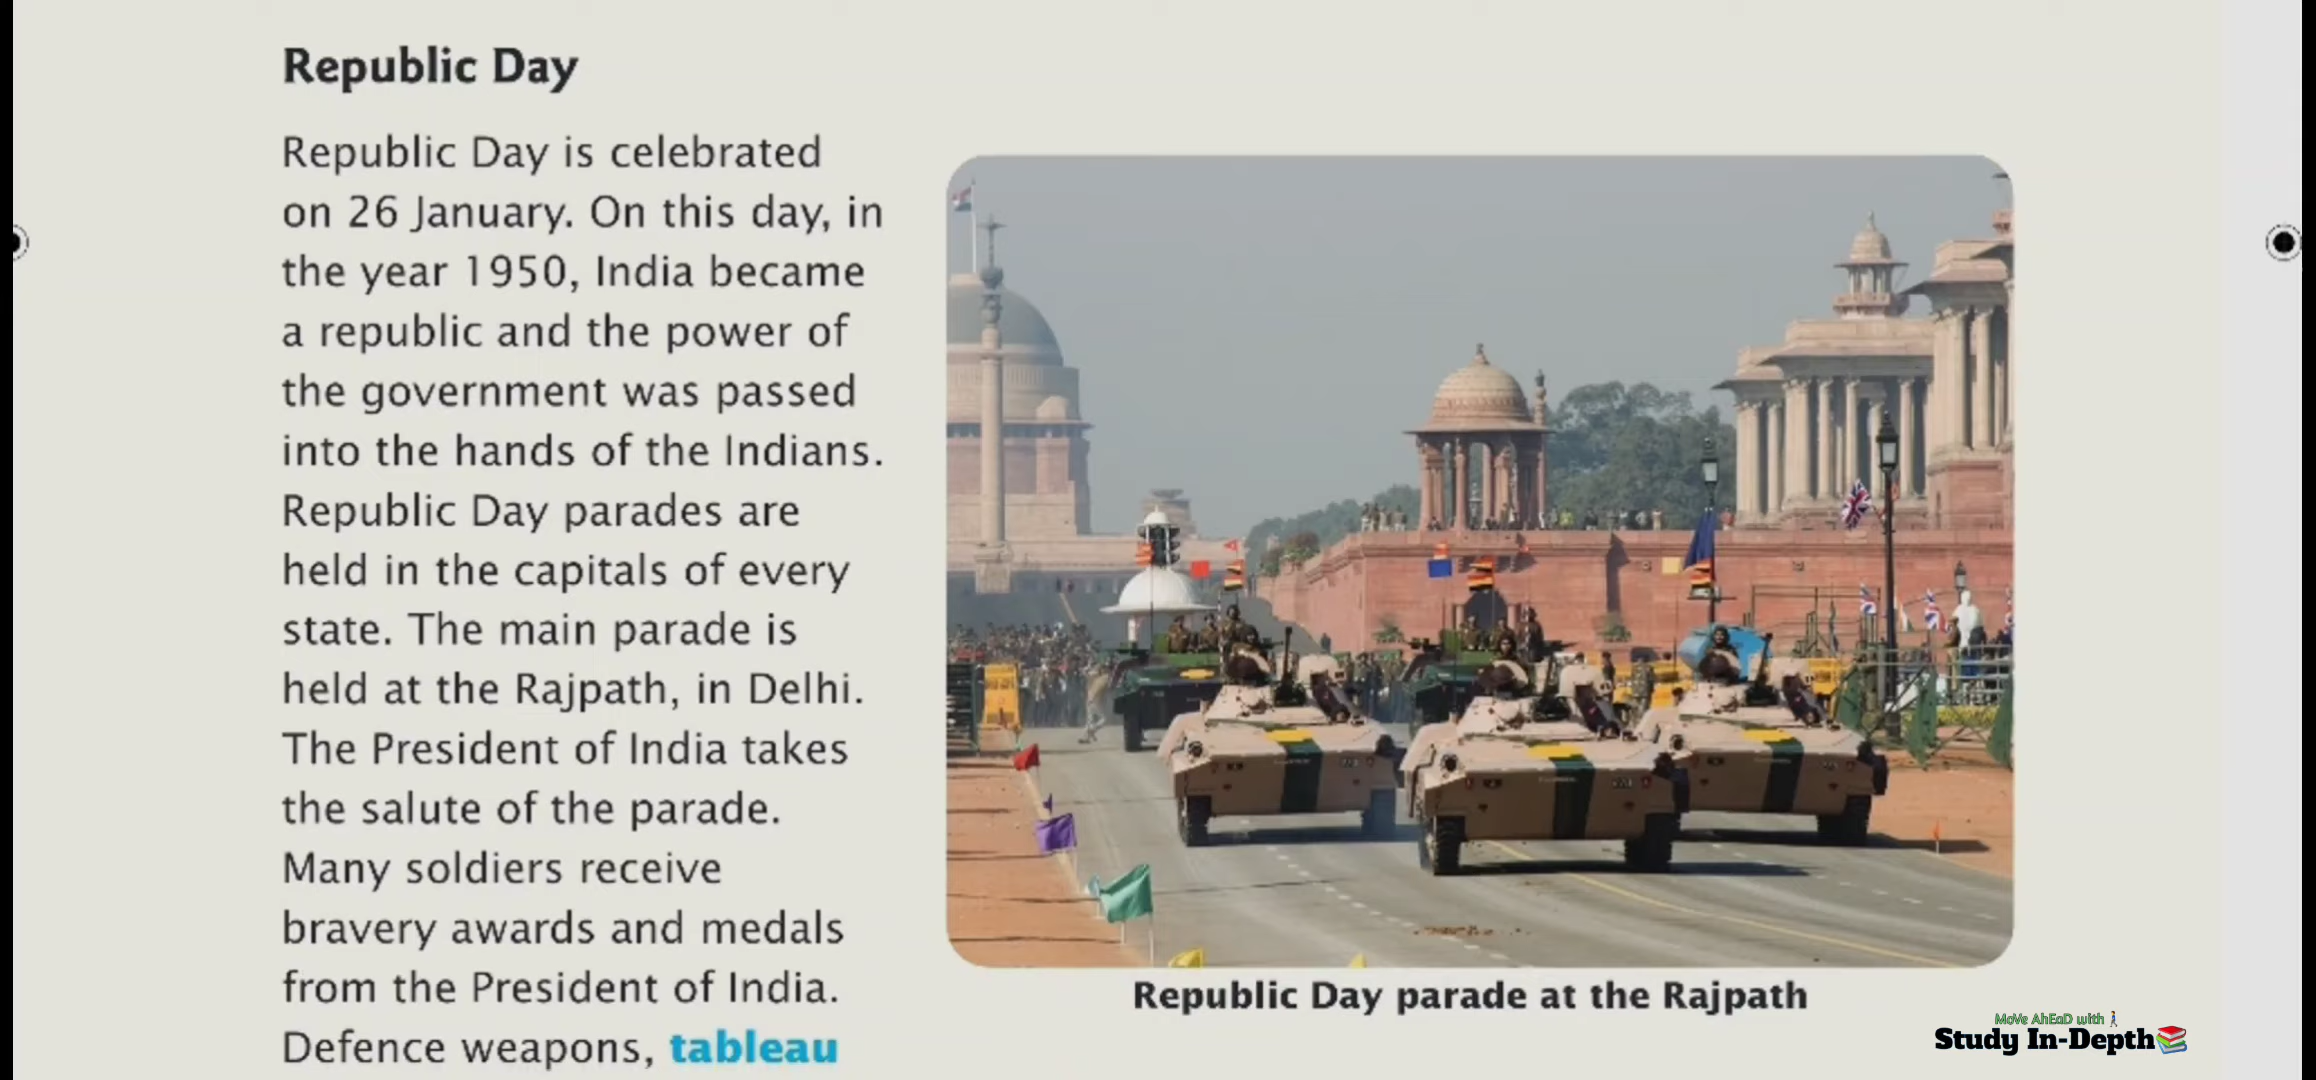 Republic Day
Republic Day is celebrated
on 26 January. On this day, in
the year 1950, India became
a republic and the power of
the government was passed
into the hands of the Indians.
Republic Day parades are
held in the capitals of every
state. The main parade is
held at the Rajpath, in Delhi.
The President of India takes
the salute of the parade.
Many soldiers receive
bravery awards and medals
from the President of India.
Defence weapons, tableau
Republic Day parade at the Rajpath
MoVe AhEaD with
Study In-Depth